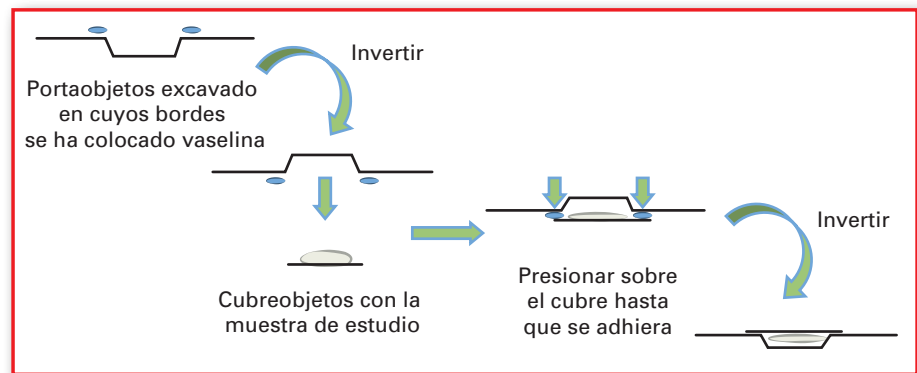 Invertir
Portaobjetos excavado
en cuyos bordes
se ha colocado vaselina
Cubreobjetos con la
muestra de estudio
Presionar sobre
el cubre hasta
que se adhiera
Invertir